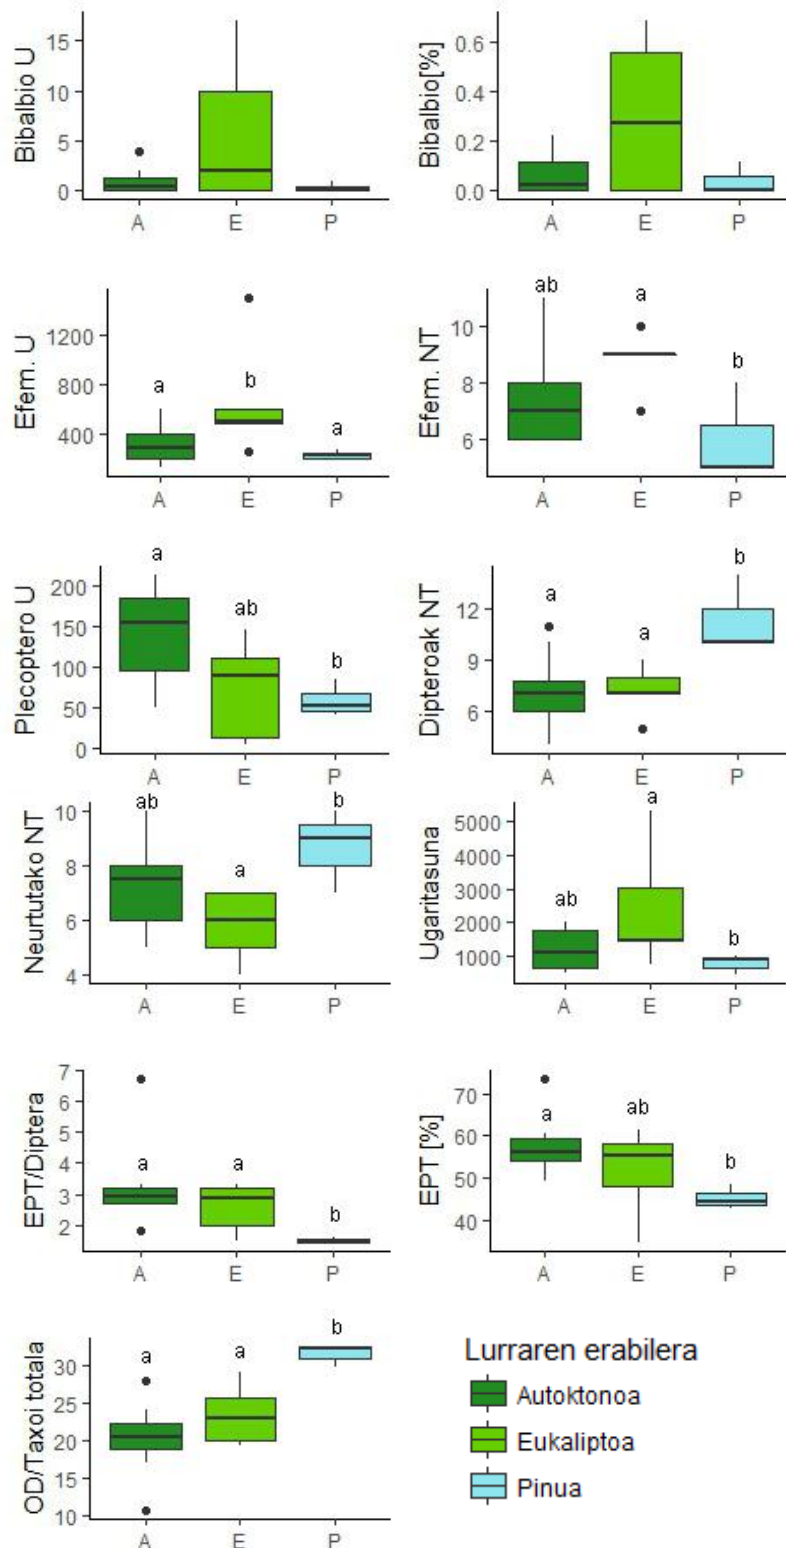 Bibalbio U
15
10
5
0
A E P
Bibalbio[%]
0.6
0.4
0.2
0.0
A E P
Efem. U
1200
800
400
a b a
A E P
Efem. NT
10
8
6
ab a b
A E P
Plecoptero U
200
150
100
50
0
a ab b
A E P
Dipteroak NT
12
9
6
a a b
A E P
Neurtutako NT
10
8
6
4
ab a b
A E P
Ugaritasuna
5000
3000
2000
1000
ab a b
A E P
EPT/Diptera
7
6
5
4
3
2
a a b
A E P
EPT [%]
70
60
50
40
a ab b
A E P
OD/Taxoi totala
30
25
20
15
10
a a b
A E P
Lurraren erabilera
Autoktonoa
Eukaliptoa
Pinua